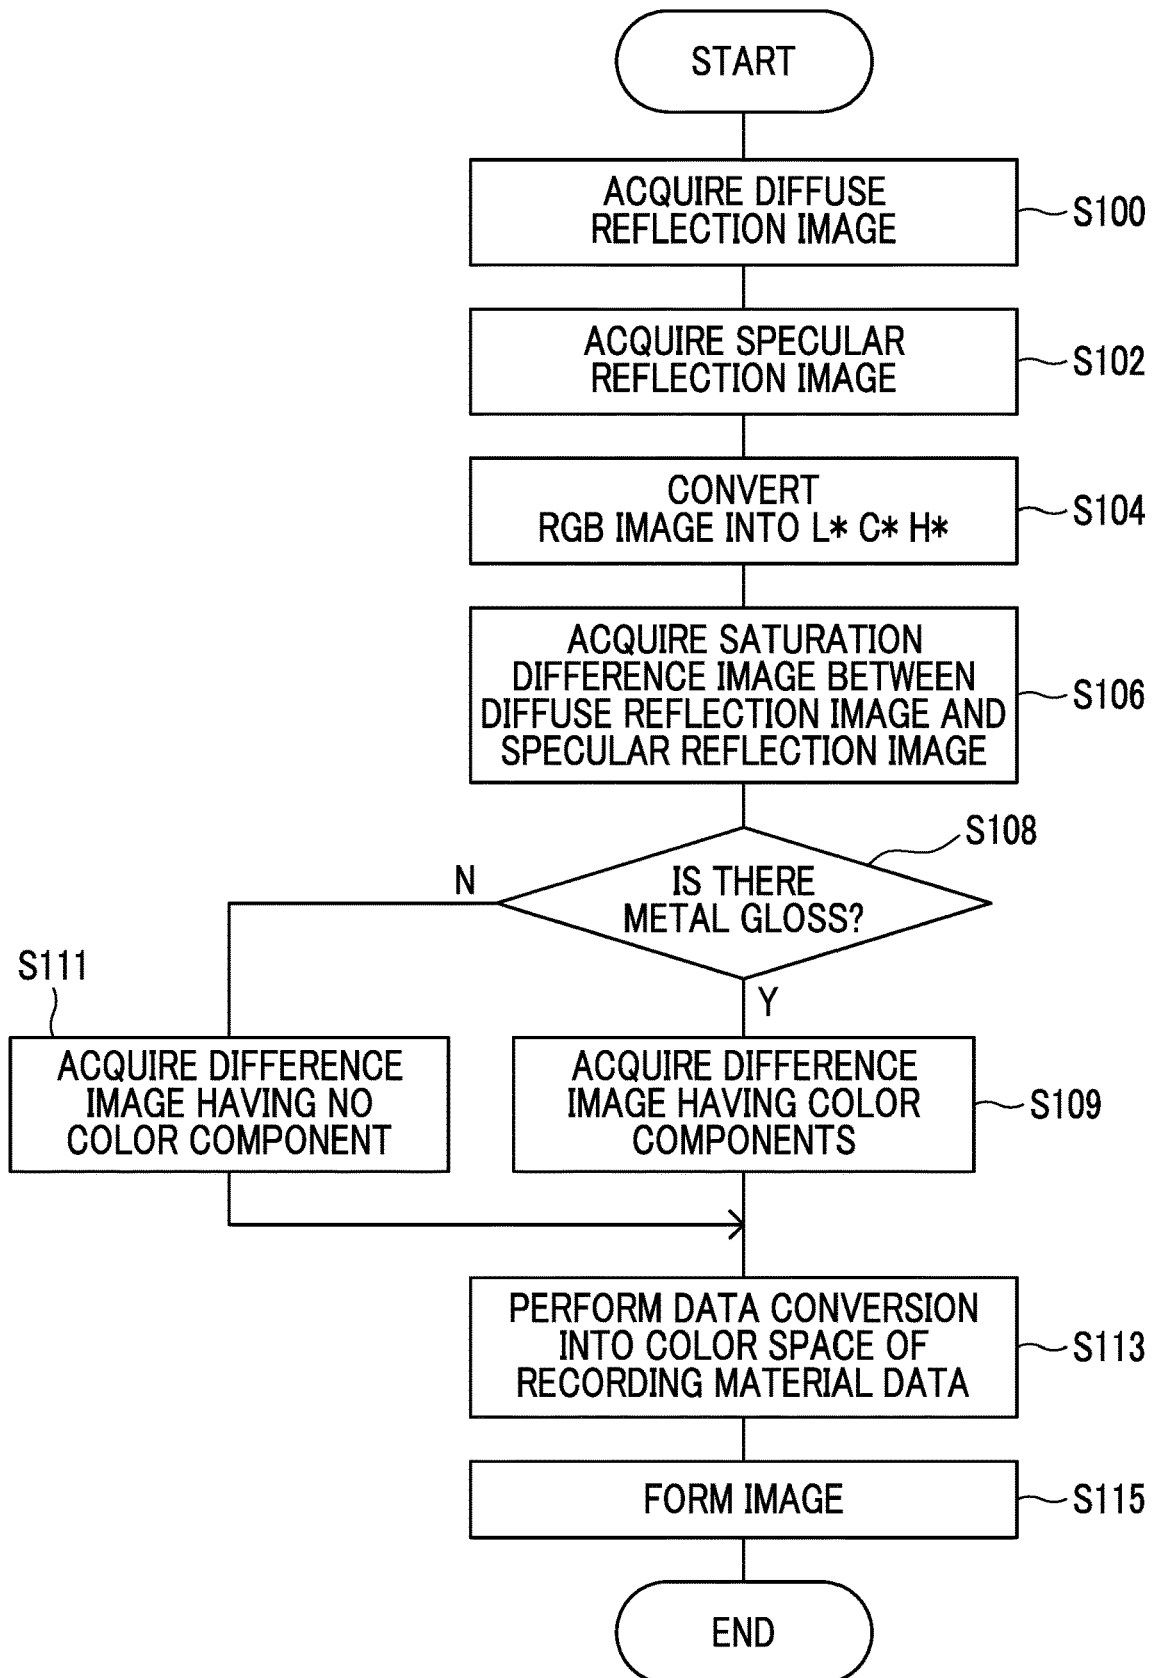 START
ACQUIRE DIFFUSE
REFLECTION IMAGE
S100
ACQUIRE SPECULAR
REFLECTION IMAGE
S102
CONVERT
RGB IMAGE INTO L* C* H*
S104
ACQUIRE SATURATION
DIFFERENCE IMAGE BETWEEN
DIFFUSE REFLECTION IMAGE AND
SPECULAR REFLECTION IMAGE
S106
S108
IS THERE
METAL GLOSS?
N
Y
S111
ACQUIRE DIFFERENCE
IMAGE HAVING NO
COLOR COMPONENT
ACQUIRE DIFFERENCE
IMAGE HAVING COLOR
COMPONENTS
S109
PERFORM DATA CONVERSION
INTO COLOR SPACE OF
RECORDING MATERIAL DATA
S113
FORM IMAGE
S115
END